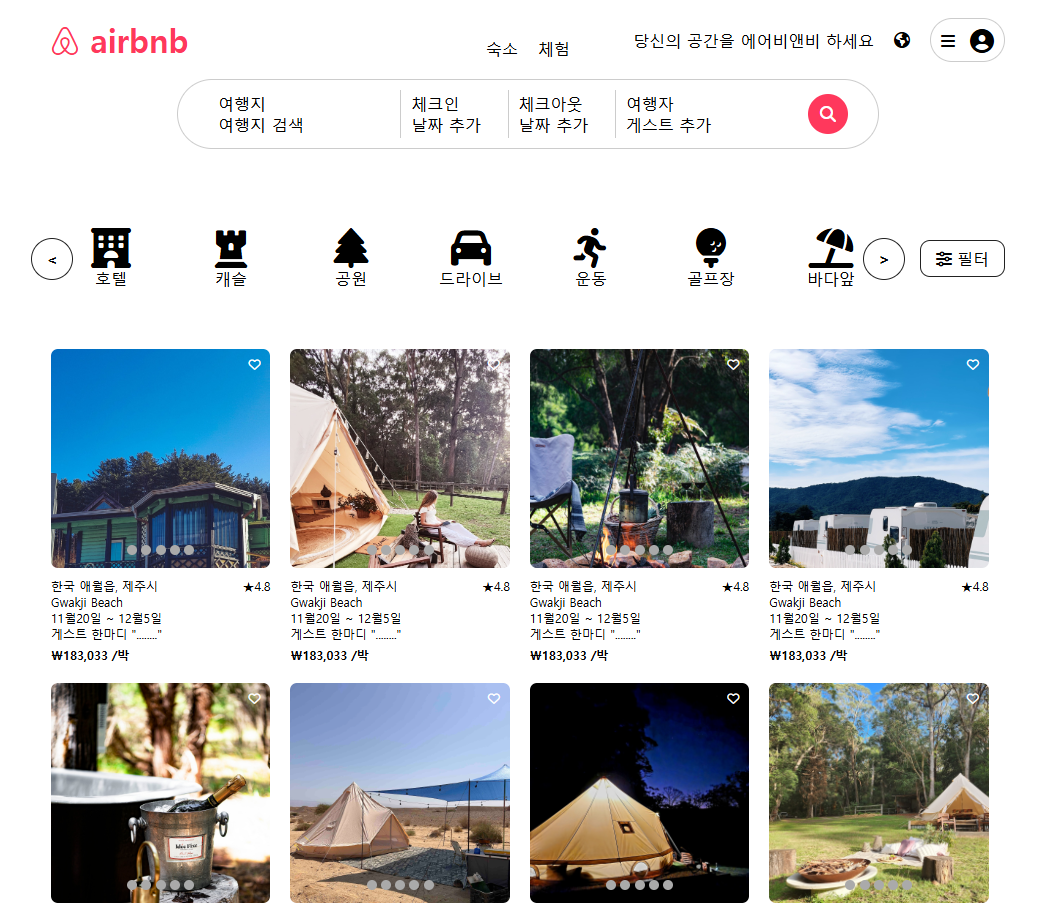 airbnb
숙소 체험
당신의 공간을 에어비앤비 하세요
여행지
여행지 검색
체크인
날짜 추가
체크아웃
날짜 추가
여행자
게스트 추가
<
호텔
캐슬
공원
드라이브
운동
골프장
바다앞
>
필터
한국 애월읍, 제주시 ★4.8
Gwakji Beach
11월20일 ~ 12월5일
게스트 한마디 "........"
₩183,033 /박
한국 애월읍, 제주시 ★4.8
Gwakji Beach
11월20일 ~ 12월5일
게스트 한마디 "........"
₩183,033 /박
한국 애월읍, 제주시 ★4.8
Gwakji Beach
11월20일 ~ 12월5일
게스트 한마디 "........"
₩183,033 /박
한국 애월읍, 제주시 ★4.8
Gwakji Beach
11월20일 ~ 12월5일
게스트 한마디 "........"
₩183,033 /박